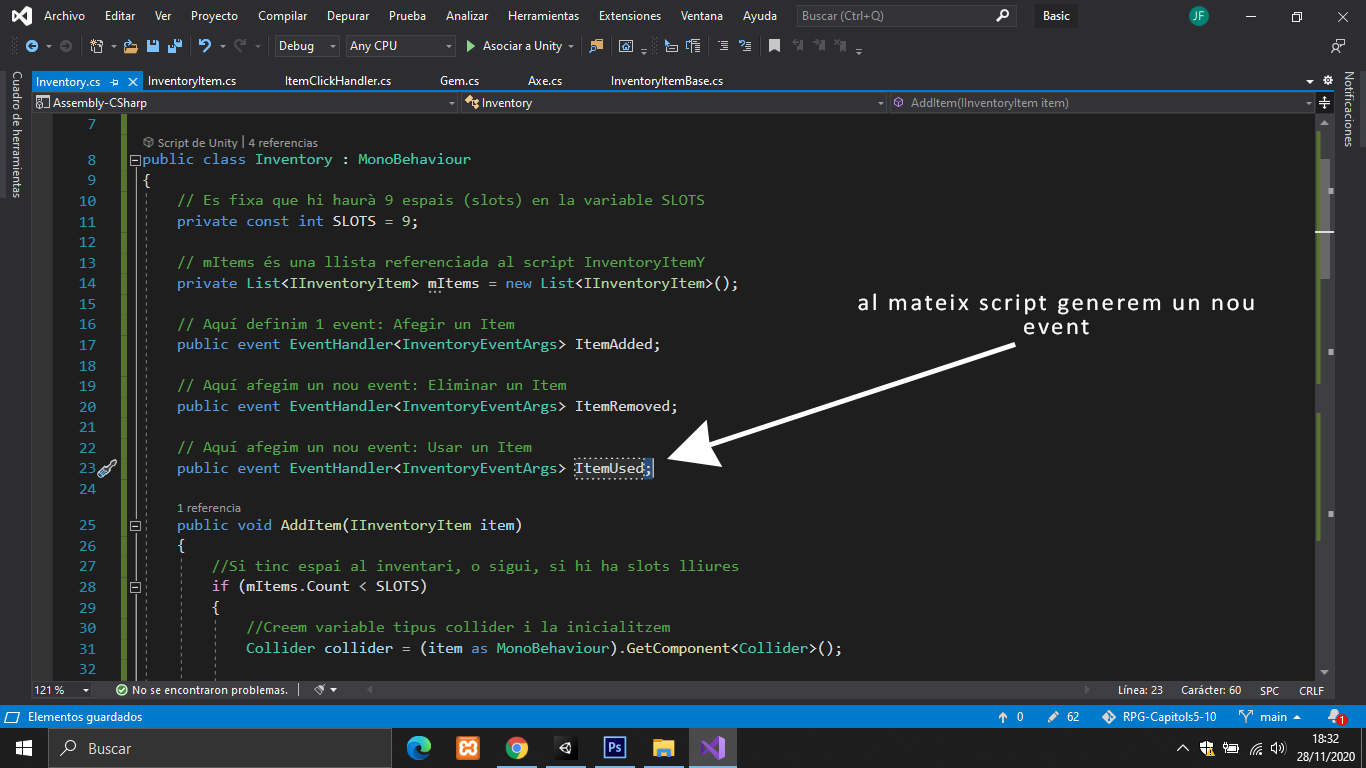 Archivo Editar Ver Proyecto Compilar Depurar Prueba Analizar Herramientas Extensiones Ventana Ayuda Buscar (Ctrl+Q) Basic JF
Debug Any CPU Asociar a Unity
Inventory.cs InventoryItem.cs ItemClickHandler.cs Gem.cs Axe.cs InventoryItemBase.cs
Assembly-CSharp Inventory AddItem(IInventoryItem item)
Cuadro de herramientas
Notificaciones
7
Script de Unity | 4 referencias
8 public class Inventory : MonoBehaviour
9 {
10 // Es fixa que hi haurà 9 espais (slots) en la variable SLOTS
11 private const int SLOTS = 9;
12
13 // mItems és una llista referenciada al script InventoryItemY
14 private List<IInventoryItem> mItems = new List<IInventoryItem>();
15
16 // Aquí definim 1 event: Afegir un Item
17 public event EventHandler<InventoryEventArgs> ItemAdded;
18
19 // Aquí afegim un nou event: Eliminar un Item
20 public event EventHandler<InventoryEventArgs> ItemRemoved;
21
22 // Aquí afegim un nou event: Usar un Item
23 public event EventHandler<InventoryEventArgs> ItemUsed;
24
1 referencia
25 public void AddItem(IInventoryItem item)
26 {
27 //Si tinc espai al inventari, o sigui, si hi ha slots lliures
28 if (mItems.Count < SLOTS)
29 {
30 //Creem variable tipus collider i la inicialitzem
31 Collider collider = (item as MonoBehaviour).GetComponent<Collider>();
32
al mateix script generem un nou
event
121 % No se encontraron problemas. Línea: 23 Carácter: 60 SPC CRLF
Elementos guardados 0 62 RPG-Capitols5-10 main 1
Buscar Ps 18:32
28/11/2020